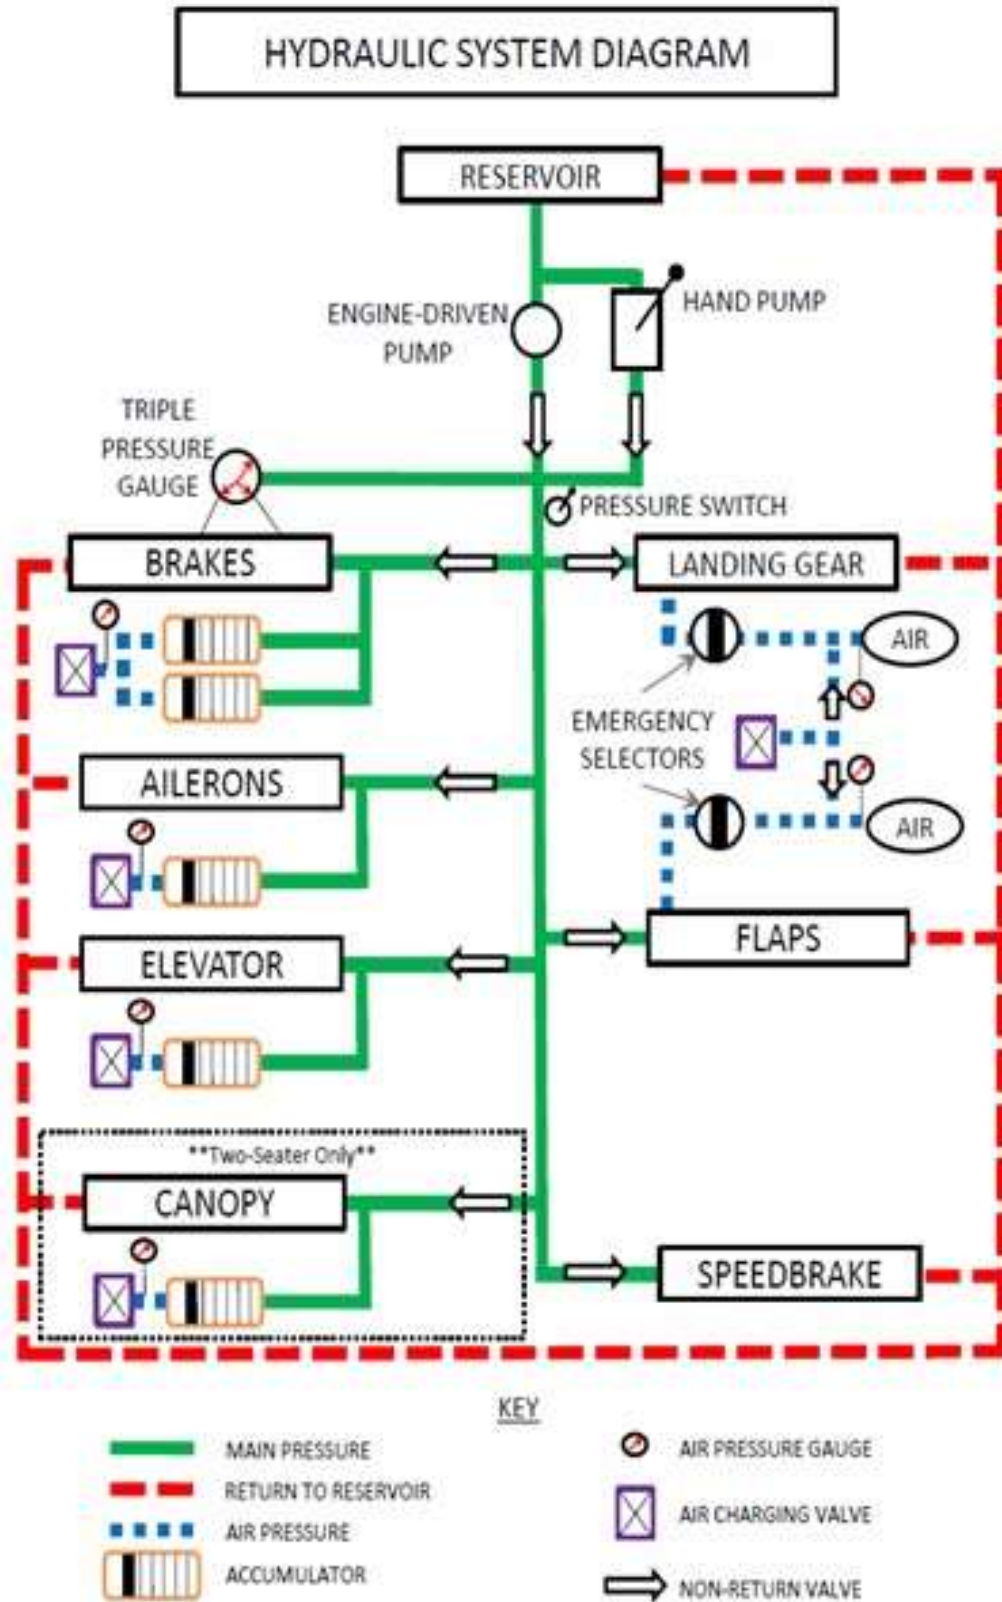 HYDRAULIC SYSTEM DIAGRAM
RESERVOIR
ENGINE-DRIVEN
PUMP
HAND PUMP
TRIPLE
PRESSURE
GAUGE
PRESSURE SWITCH
BRAKES
LANDING GEAR
AIR
EMERGENCY
SELECTORS
AILERONS
AIR
FLAPS
ELEVATOR
**Two-Seater Only**
CANOPY
SPEEDBRAKE
KEY
MAIN PRESSURE
RETURN TO RESERVOIR
AIR PRESSURE
ACCUMULATOR
AIR PRESSURE GAUGE
AIR CHARGING VALVE
NON-RETURN VALVE